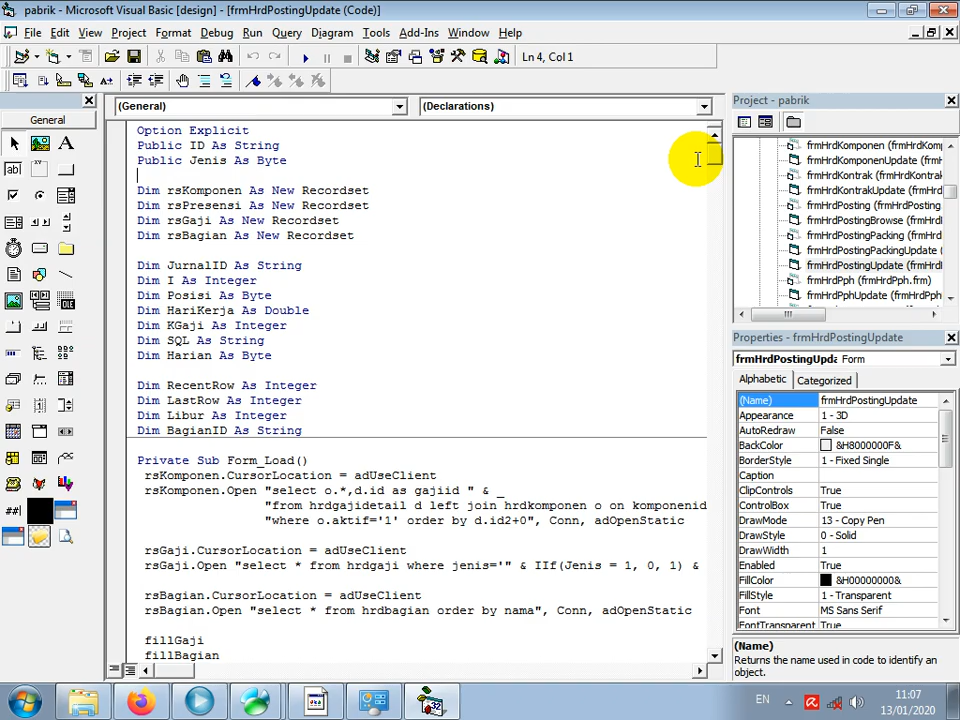 pabrik - Microsoft Visual Basic [design] - [frmHrdPostingUpdate (Code)]
File Edit View Project Format Debug Run Query Diagram Tools Add-Ins Window Help
Ln 4, Col 1
General
(General) (Declarations)
Project - pabrik
Option Explicit
Public ID As String
Public Jenis As Byte
Dim rsKomponen As New Recordset
Dim rsPresensi As New Recordset
Dim rsGaji As New Recordset
Dim rsBagian As New Recordset
Dim JurnalID As String
Dim I As Integer
Dim Posisi As Byte
Dim HariKerja As Double
Dim KGaji As Integer
Dim SQL As String
Dim Harian As Byte
Dim RecentRow As Integer
Dim LastRow As Integer
Dim Libur As Integer
Dim BagianID As String
Private Sub Form_Load()
rsKomponen.CursorLocation = adUseClient
rsKomponen.Open "select o.*,d.id as gajiid " & _
"from hrdgajidetail d left join hrdkomponen o on komponenid
"where o.aktif='1' order by d.id2+0", Conn, adOpenStatic
rsGaji.CursorLocation = adUseClient
rsGaji.Open "select * from hrdgaji where jenis='" & IIf(Jenis = 1, 0, 1) &
rsBagian.CursorLocation = adUseClient
rsBagian.Open "select * from hrdbagian order by nama", Conn, adOpenStatic
fillGaji
fillBagian
frmHrdKomponen (frmHrdKomp
frmHrdKomponenUpdate (frmH
frmHrdKontrak (frmHrdKontrak
frmHrdKontrakUpdate (frmHrd
frmHrdPosting (frmHrdPosting
frmHrdPostingBrowse (frmHrdP
frmHrdPostingPacking (frmHrdP
frmHrdPostingPackingUpdate (
frmHrdPostingUpdate (frmHrdI
frmHrdPph (frmHrdPph.frm)
frmHrdPphUpdate (frmHrdPph
Properties - frmHrdPostingUpdate
frmHrdPostingUpda Form
Alphabetic Categorized
(Name) frmHrdPostingUpdate
Appearance 1 - 3D
AutoRedraw False
BackColor &H8000000F&
BorderStyle 1 - Fixed Single
Caption
ClipControls True
ControlBox True
DrawMode 13 - Copy Pen
DrawStyle 0 - Solid
DrawWidth 1
Enabled True
FillColor &H00000000&
FillStyle 1 - Transparent
Font MS Sans Serif
FontTransparent True
(Name)
Returns the name used in code to identify an
object.
EN
11:07
13/01/2020